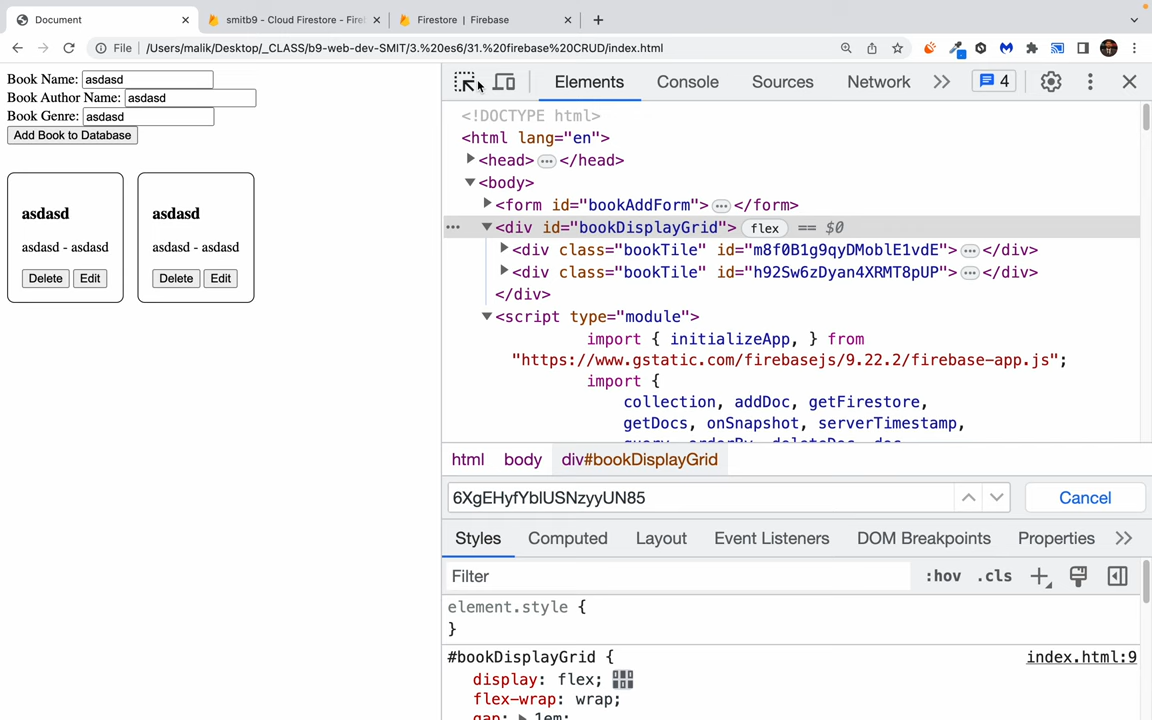 Document
smitb9 - Cloud Firestore - Fire
Firestore | Firebase
File
/Users/malik/Desktop/_CLASS/b9-web-dev-SMIT/3.%20es6/31.%20firebase%20CRUD/index.html
Book Name: asdasd
Book Author Name: asdasd
Book Genre: asdasd
Add Book to Database
asdasd
asdasd - asdasd
Delete Edit
asdasd
asdasd - asdasd
Delete Edit
Elements Console Sources Network 4
<!DOCTYPE html>
<html lang="en">
<head> ••• </head>
<body>
<form id="bookAddForm"> ••• </form>
<div id="bookDisplayGrid"> flex == $0
<div class="bookTile" id="m8f0B1g9qyDMoblE1vdE"> ••• </div>
<div class="bookTile" id="h92Sw6zDyan4XRMT8pUP"> ••• </div>
</div>
<script type="module">
import { initializeApp, } from
"https://www.gstatic.com/firebasejs/9.22.2/firebase-app.js";
import {
collection, addDoc, getFirestore,
getDocs, onSnapshot, serverTimestamp,
query, orderBy, deleteDoc, doc,
html body div#bookDisplayGrid
6XgEHyfYblUSNzyyUN85 Cancel
Styles Computed Layout Event Listeners DOM Breakpoints Properties
Filter :hov .cls
element.style {
}
#bookDisplayGrid { index.html:9
display: flex;
flex-wrap: wrap;
gap: 1em;